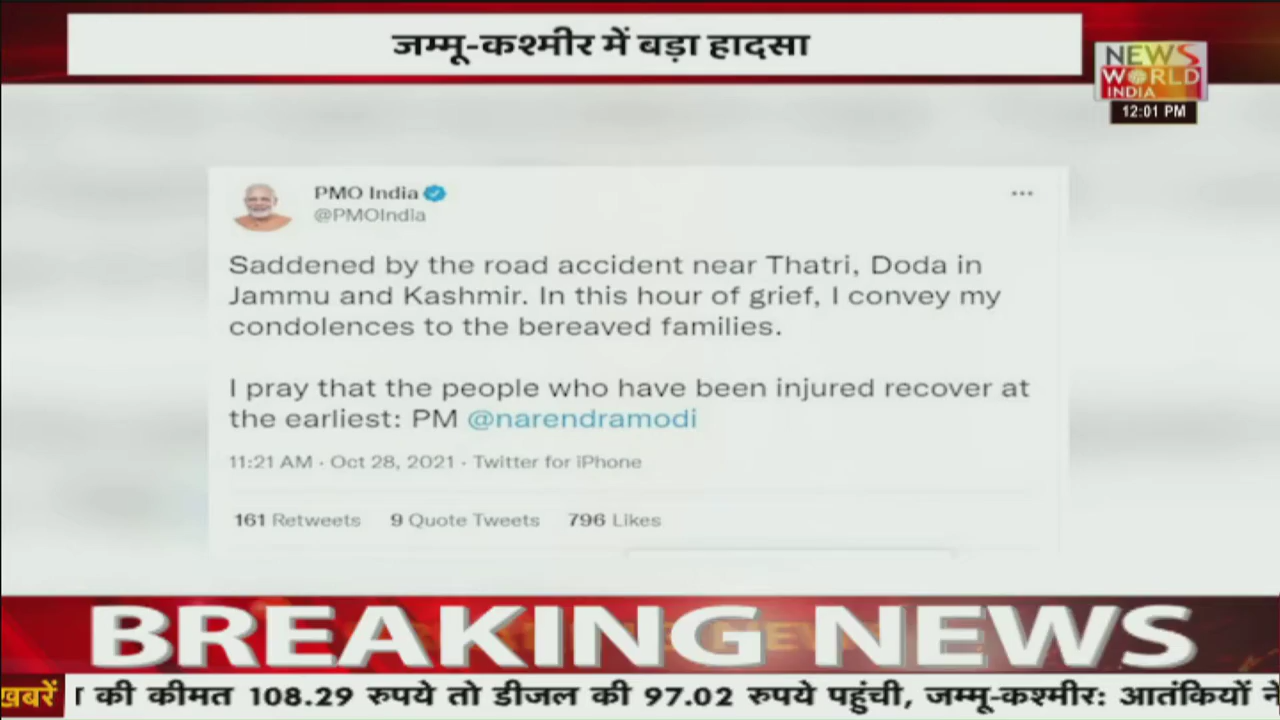 जम्मू-कश्मीर में बड़ा हादसा
NEWS
WORLD
INDIA
12:01 PM
PMO India
@PMOIndia
Saddened by the road accident near Thatri, Doda in
Jammu and Kashmir. In this hour of grief, I convey my
condolences to the bereaved families.
I pray that the people who have been injured recover at
the earliest: PM @narendramodi
11:21 AM · Oct 28, 2021 · Twitter for iPhone
161 Retweets 9 Quote Tweets 796 Likes
BREAKING NEWS
खबरें की कीमत 108.29 रुपये तो डीजल की 97.02 रुपये पहुंची, जम्मू-कश्मीर: आतंकियों ने